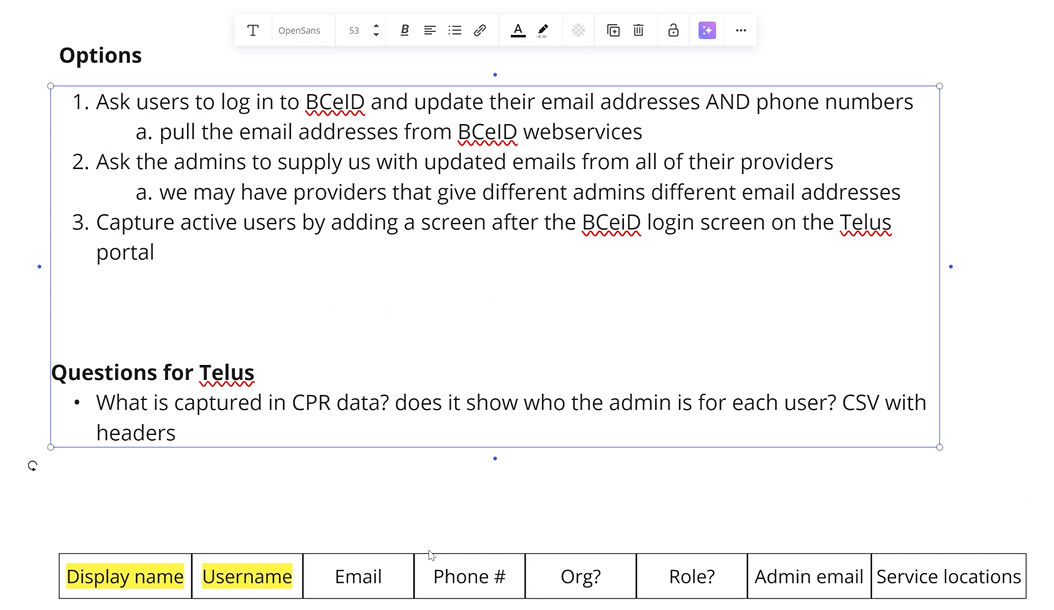 OpenSans 53 B A
Options
1. Ask users to log in to BCeID and update their email addresses AND phone numbers
a. pull the email addresses from BCeID webservices
2. Ask the admins to supply us with updated emails from all of their providers
a. we may have providers that give different admins different email addresses
3. Capture active users by adding a screen after the BCeiD login screen on the Telus
portal
Questions for Telus
• What is captured in CPR data? does it show who the admin is for each user? CSV with
headers
Display name Username Email Phone # Org? Role? Admin email Service locations